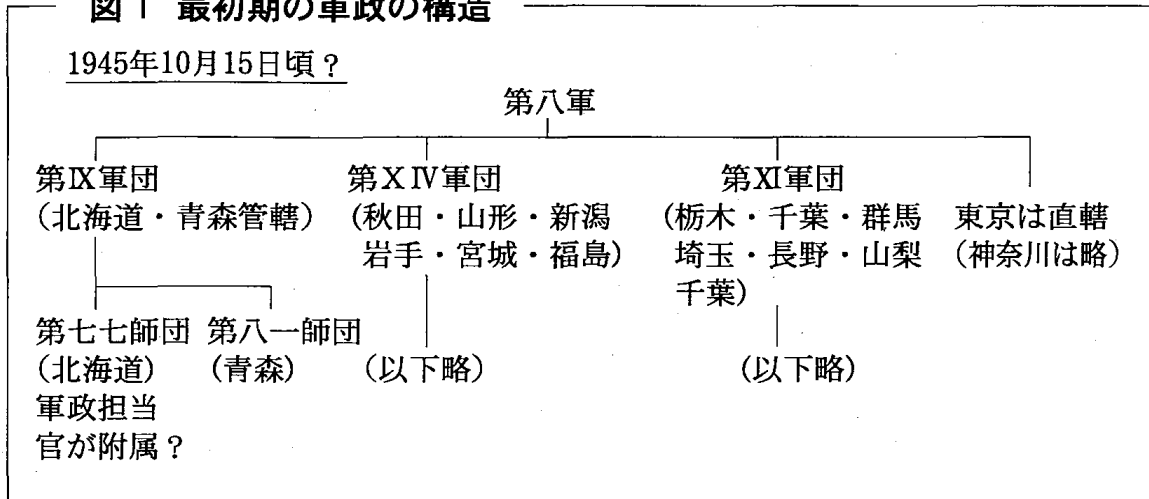 図1 最初期の軍政の構造
1945年10月15日頃?
第八軍
第Ⅸ軍団
(北海道・青森管轄)
第ⅩⅣ軍団
(秋田・山形・新潟
岩手・宮城・福島)
第Ⅺ軍団
(栃木・千葉・群馬
埼玉・長野・山梨
千葉)
東京は直轄
(神奈川は略)
第七七師団
(北海道)
軍政担当
官が附属?
第八一師団
(青森)
(以下略)
(以下略)